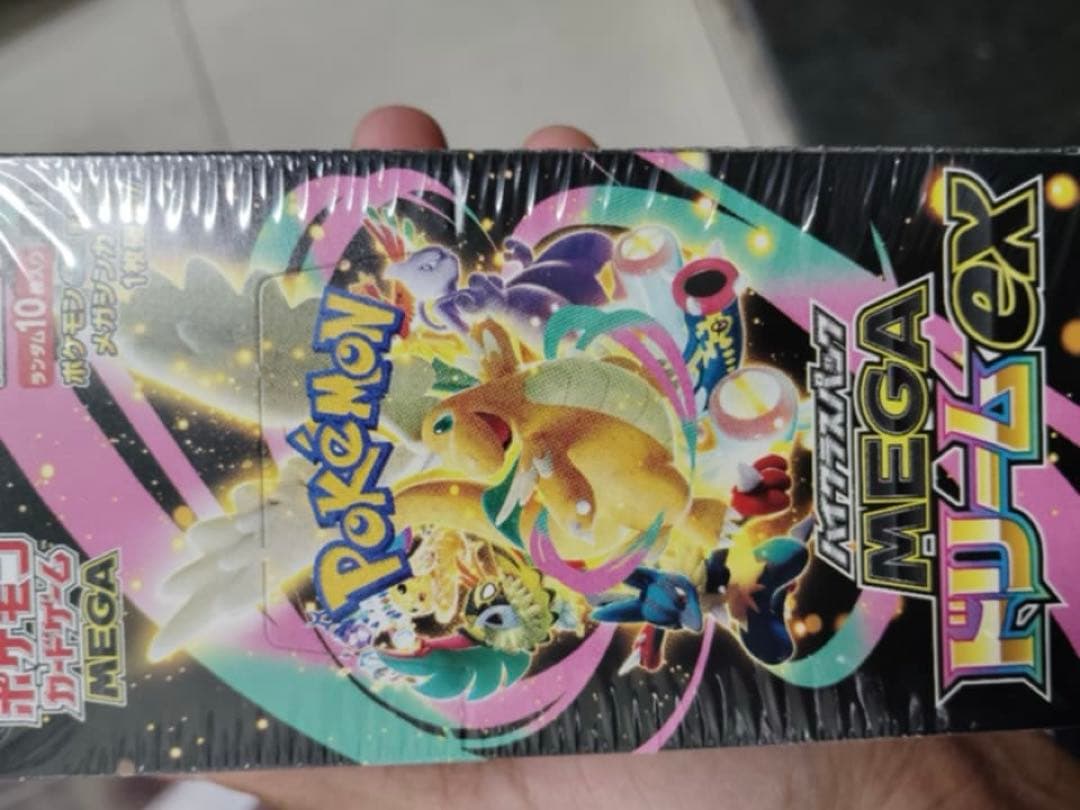 ランダム10枚入り
ポケモン
メガシンカ
1枚
Pokémon
ハイクラスパック
MEGA
ドリームex
ポケモン
カードゲーム
MEGA